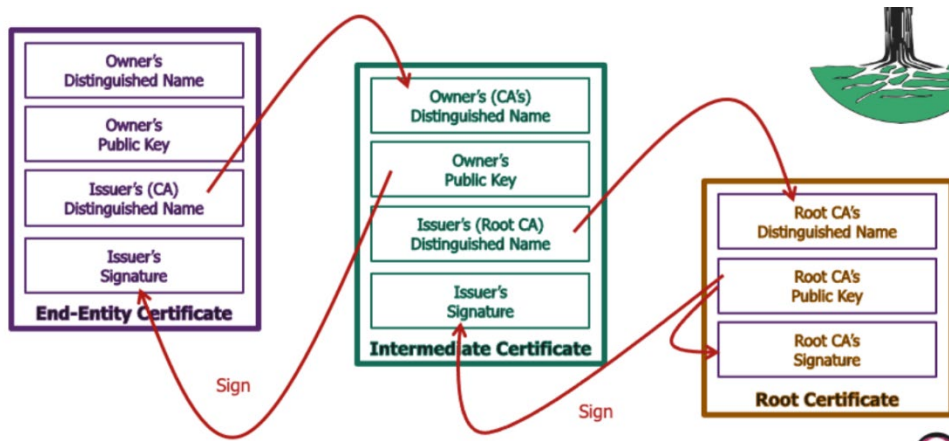 Owner's
Distinguished Name
Owner's
Public Key
Issuer's (CA)
Distinguished Name
Issuer's
Signature
End-Entity Certificate
Sign
Owner's (CA's)
Distinguished Name
Owner's
Public Key
Issuer's (Root CA)
Distinguished Name
Issuer's
Signature
Intermediate Certificate
Sign
Root CA's
Distinguished Name
Root CA's
Public Key
Root CA's
Signature
Root Certificate